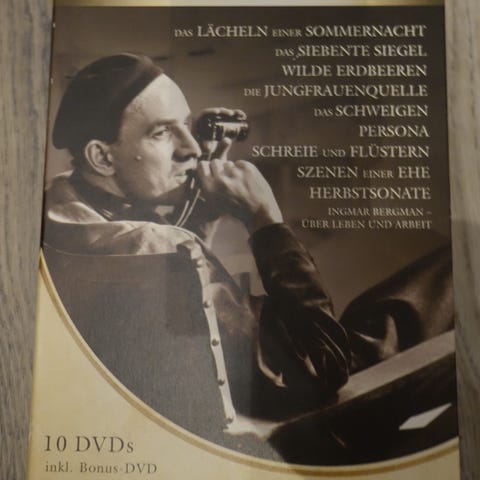 DAS LÄCHELN EINER SOMMERNACHT
DAS SIEBENTE SIEGEL
WILDE ERDBEEREN
DIE JUNGFRAUENQUELLE
DAS SCHWEIGEN
PERSONA
SCHREIE UND FLÜSTERN
SZENEN EINER EHE
HERBSTSONATE
INGMAR BERGMAN –
ÜBER LEBEN UND ARBEIT
10 DVDs
inkl. Bonus-DVD